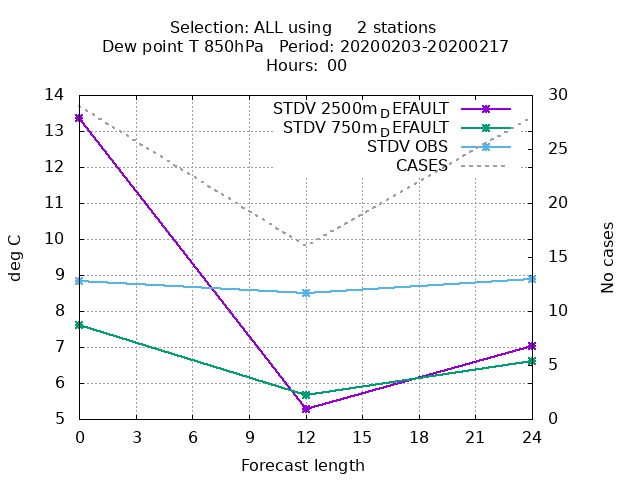 Selection: ALL using 2 stations
Dew point T 850hPa Period: 20200203-20200217
Hours: 00
14
13
12
11
10
9
8
7
6
5
30
25
20
15
10
5
0
STDV 2500m_DEFAULT
STDV 750m_DEFAULT
STDV OBS
CASES
deg C
No cases
0 3 6 9 12 15 18 21 24
Forecast length